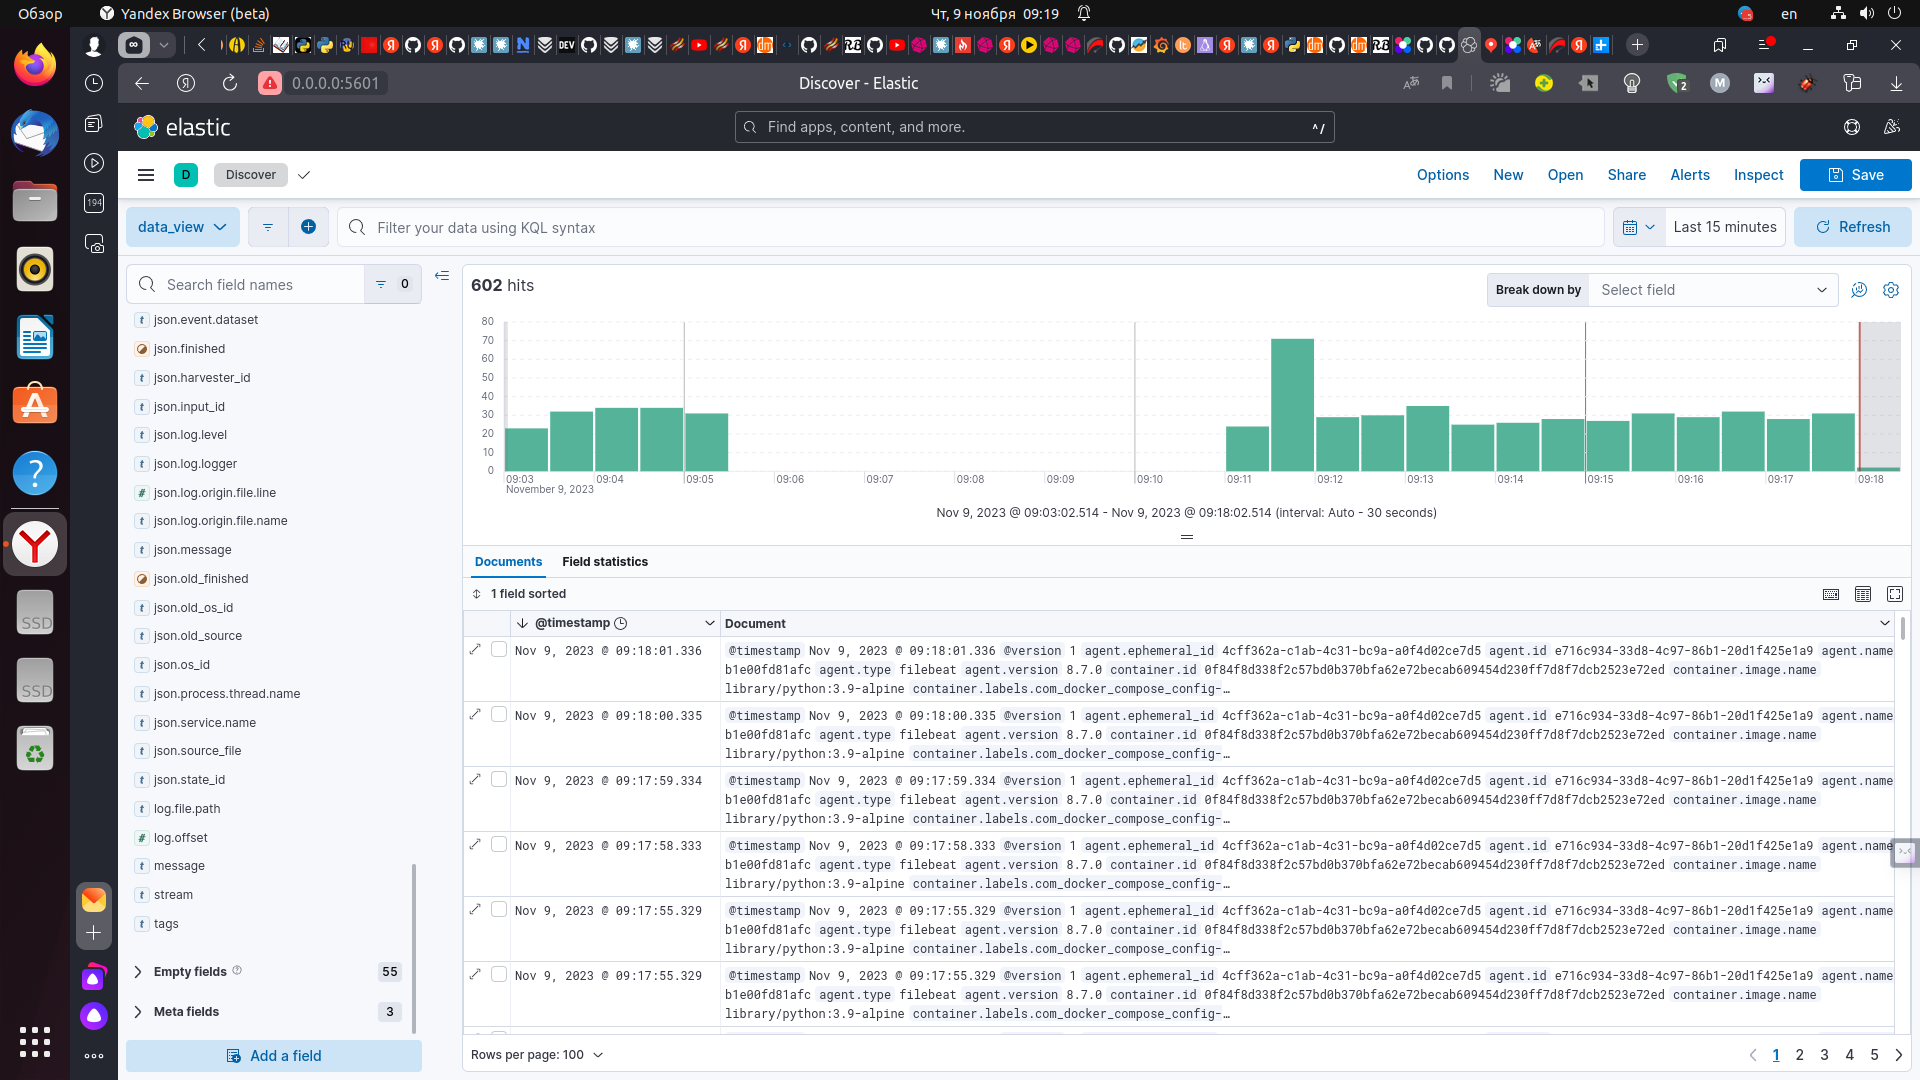 Обзор
Yandex Browser (beta)
Чт, 9 ноября 09:19
en
0.0.0.0:5601
Discover - Elastic
2
M
194
elastic
Find apps, content, and more.
^/
D
Discover
Options
New
Open
Share
Alerts
Inspect
Save
data_view
Filter your data using KQL syntax
Last 15 minutes
Refresh
Search field names
0
602 hits
Break down by
Select field
t json.event.dataset
json.finished
t json.harvester_id
t json.input_id
t json.log.level
t json.log.logger
# json.log.origin.file.line
t json.log.origin.file.name
t json.message
json.old_finished
t json.old_os_id
t json.old_source
t json.os_id
t json.process.thread.name
t json.service.name
t json.source_file
t json.state_id
t log.file.path
# log.offset
t message
t stream
t tags
Empty fields
55
Meta fields
3
Add a field
80
70
60
50
40
30
20
10
0
09:03 09:04 09:05 09:06 09:07 09:08 09:09 09:10 09:11 09:12 09:13 09:14 09:15 09:16 09:17 09:18
November 9, 2023
Nov 9, 2023 @ 09:03:02.514 - Nov 9, 2023 @ 09:18:02.514 (interval: Auto - 30 seconds)
Documents
Field statistics
1 field sorted
@timestamp
Document
Nov 9, 2023 @ 09:18:01.336
@timestamp Nov 9, 2023 @ 09:18:01.336 @version 1 agent.ephemeral_id 4cff362a-c1ab-4c31-bc9a-a0f4d02ce7d5 agent.id e716c934-33d8-4c97-86b1-20d1f425e1a9 agent.name
b1e00fd81afc agent.type filebeat agent.version 8.7.0 container.id 0f84f8d338f2c57bd0b370bfa62e72becab609454d230ff7d8f7dcb2523e72ed container.image.name
library/python:3.9-alpine container.labels.com_docker_compose_config-…
Nov 9, 2023 @ 09:18:00.335
@timestamp Nov 9, 2023 @ 09:18:00.335 @version 1 agent.ephemeral_id 4cff362a-c1ab-4c31-bc9a-a0f4d02ce7d5 agent.id e716c934-33d8-4c97-86b1-20d1f425e1a9 agent.name
b1e00fd81afc agent.type filebeat agent.version 8.7.0 container.id 0f84f8d338f2c57bd0b370bfa62e72becab609454d230ff7d8f7dcb2523e72ed container.image.name
library/python:3.9-alpine container.labels.com_docker_compose_config-…
Nov 9, 2023 @ 09:17:59.334
@timestamp Nov 9, 2023 @ 09:17:59.334 @version 1 agent.ephemeral_id 4cff362a-c1ab-4c31-bc9a-a0f4d02ce7d5 agent.id e716c934-33d8-4c97-86b1-20d1f425e1a9 agent.name
b1e00fd81afc agent.type filebeat agent.version 8.7.0 container.id 0f84f8d338f2c57bd0b370bfa62e72becab609454d230ff7d8f7dcb2523e72ed container.image.name
library/python:3.9-alpine container.labels.com_docker_compose_config-…
Nov 9, 2023 @ 09:17:58.333
@timestamp Nov 9, 2023 @ 09:17:58.333 @version 1 agent.ephemeral_id 4cff362a-c1ab-4c31-bc9a-a0f4d02ce7d5 agent.id e716c934-33d8-4c97-86b1-20d1f425e1a9 agent.name
b1e00fd81afc agent.type filebeat agent.version 8.7.0 container.id 0f84f8d338f2c57bd0b370bfa62e72becab609454d230ff7d8f7dcb2523e72ed container.image.name
library/python:3.9-alpine container.labels.com_docker_compose_config-…
Nov 9, 2023 @ 09:17:55.329
@timestamp Nov 9, 2023 @ 09:17:55.329 @version 1 agent.ephemeral_id 4cff362a-c1ab-4c31-bc9a-a0f4d02ce7d5 agent.id e716c934-33d8-4c97-86b1-20d1f425e1a9 agent.name
b1e00fd81afc agent.type filebeat agent.version 8.7.0 container.id 0f84f8d338f2c57bd0b370bfa62e72becab609454d230ff7d8f7dcb2523e72ed container.image.name
library/python:3.9-alpine container.labels.com_docker_compose_config-…
Nov 9, 2023 @ 09:17:55.329
@timestamp Nov 9, 2023 @ 09:17:55.329 @version 1 agent.ephemeral_id 4cff362a-c1ab-4c31-bc9a-a0f4d02ce7d5 agent.id e716c934-33d8-4c97-86b1-20d1f425e1a9 agent.name
b1e00fd81afc agent.type filebeat agent.version 8.7.0 container.id 0f84f8d338f2c57bd0b370bfa62e72becab609454d230ff7d8f7dcb2523e72ed container.image.name
library/python:3.9-alpine container.labels.com_docker_compose_config-…
Rows per page: 100
1 2 3 4 5
SSD
SSD